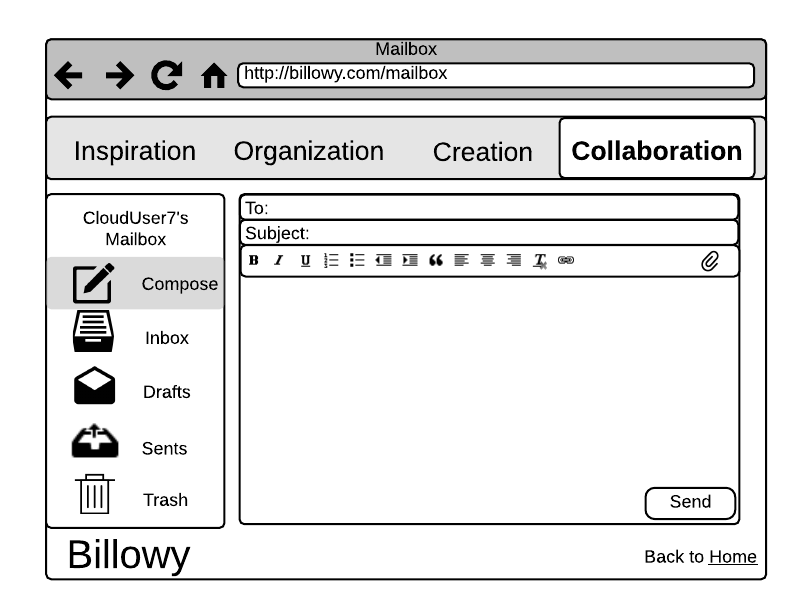 Mailbox
http://billowy.com/mailbox
Inspiration Organization Creation Collaboration
CloudUser7's
Mailbox
Compose
Inbox
Drafts
Sents
Trash
To:
Subject:
B I U
Send
Billowy
Back to Home